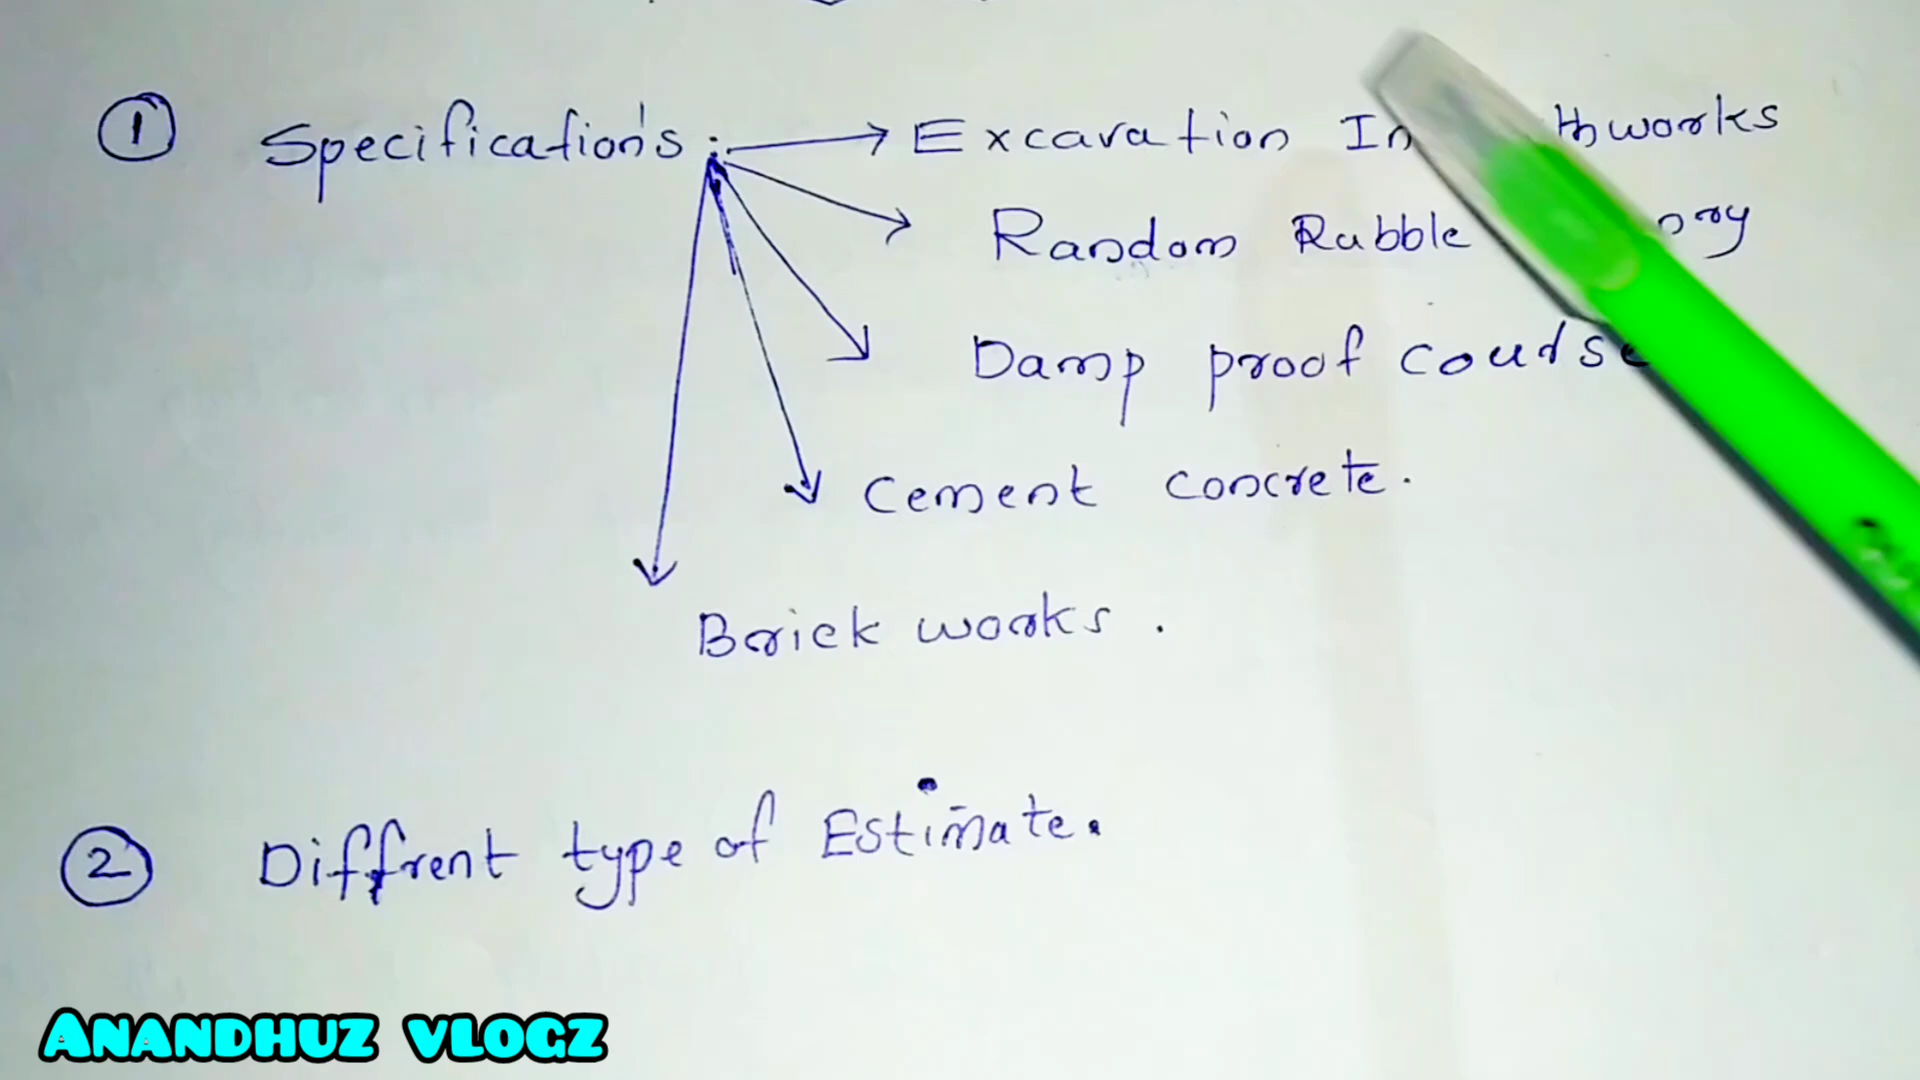 1 Specification's : Excavation In thworks
Random Rubble
Damp proof course
Cement concrete.
Brick works.
2 Diffrent type of Estimate.
ANANDHUZ VLOGZ